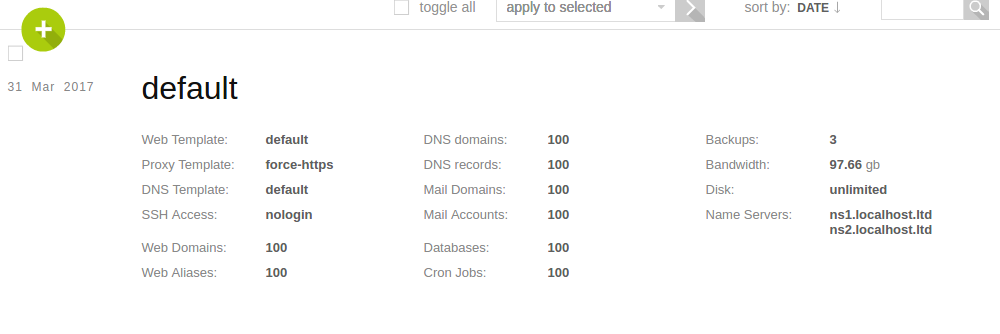 toggle all apply to selected sort by: DATE ↓
31 Mar 2017
default
Web Template: default
Proxy Template: force-https
DNS Template: default
SSH Access: nologin
Web Domains: 100
Web Aliases: 100
DNS domains: 100
DNS records: 100
Mail Domains: 100
Mail Accounts: 100
Databases: 100
Cron Jobs: 100
Backups: 3
Bandwidth: 97.66 gb
Disk: unlimited
Name Servers: ns1.localhost.ltd
ns2.localhost.ltd